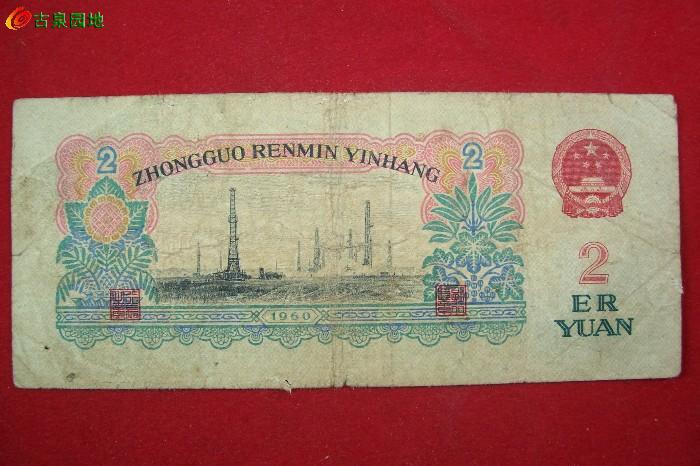 古泉园地
2 ZHONGGUO RENMIN YINHANG 2
1960
2
ER
YUAN